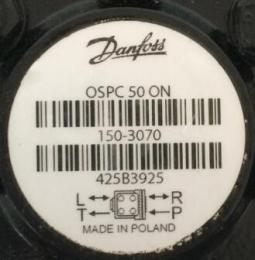 Danfoss
OSPC 50 ON
150-3070
425B3925
L R
T P
MADE IN POLAND